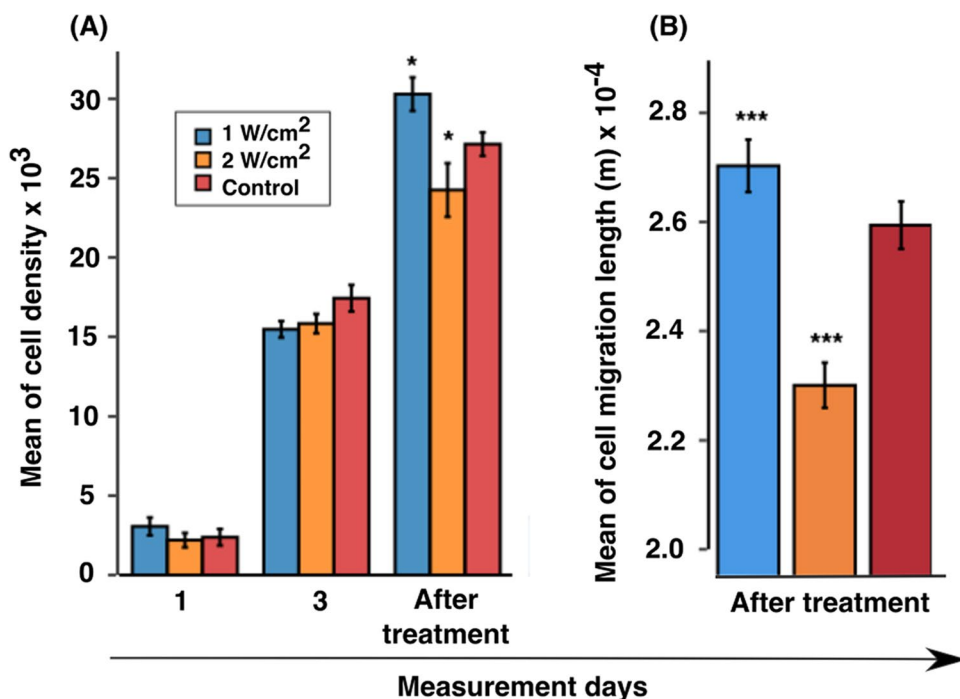 (A)
Mean of cell density x 10³
30
25
20
15
10
5
0
1 W/cm²
2 W/cm²
Control
*
*
1
3
After
treatment
(B)
Mean of cell migration length (m) x 10⁻⁴
2.8
2.6
2.4
2.2
2.0
***
***
After treatment
Measurement days